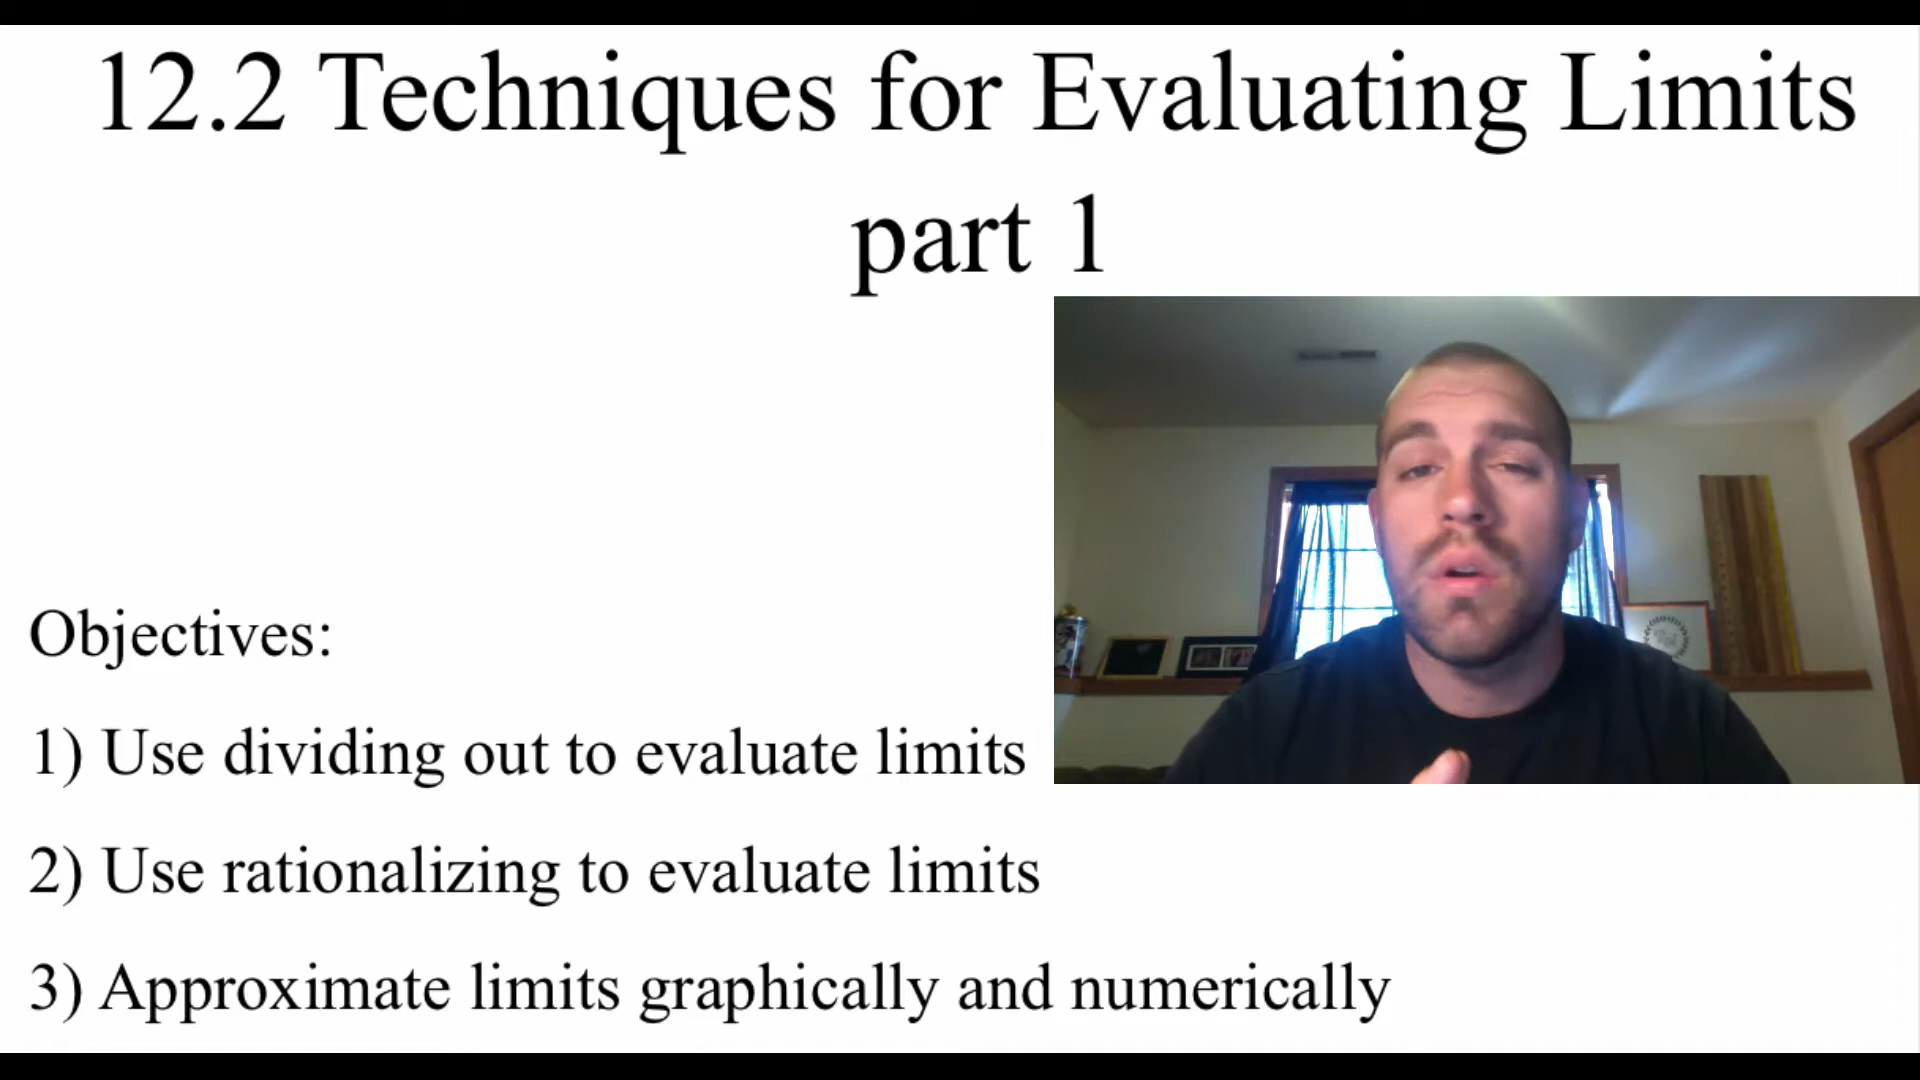 12.2 Techniques for Evaluating Limits
part 1
Objectives:
1) Use dividing out to evaluate limits
2) Use rationalizing to evaluate limits
3) Approximate limits graphically and numerically